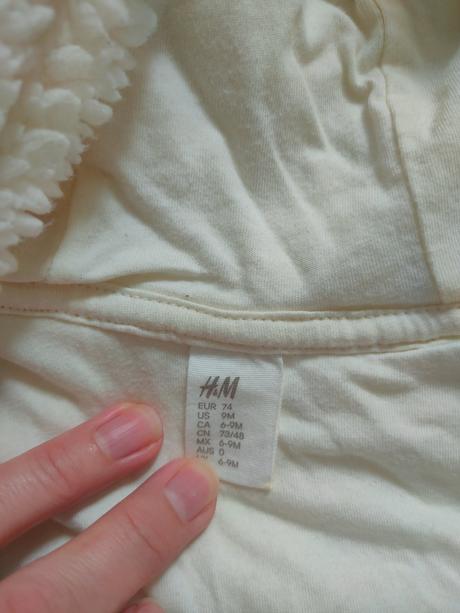 H&M
EUR 74
US 9M
CA 6-9M
CN 73/48
MX 6-9M
AUS 0
6-9M